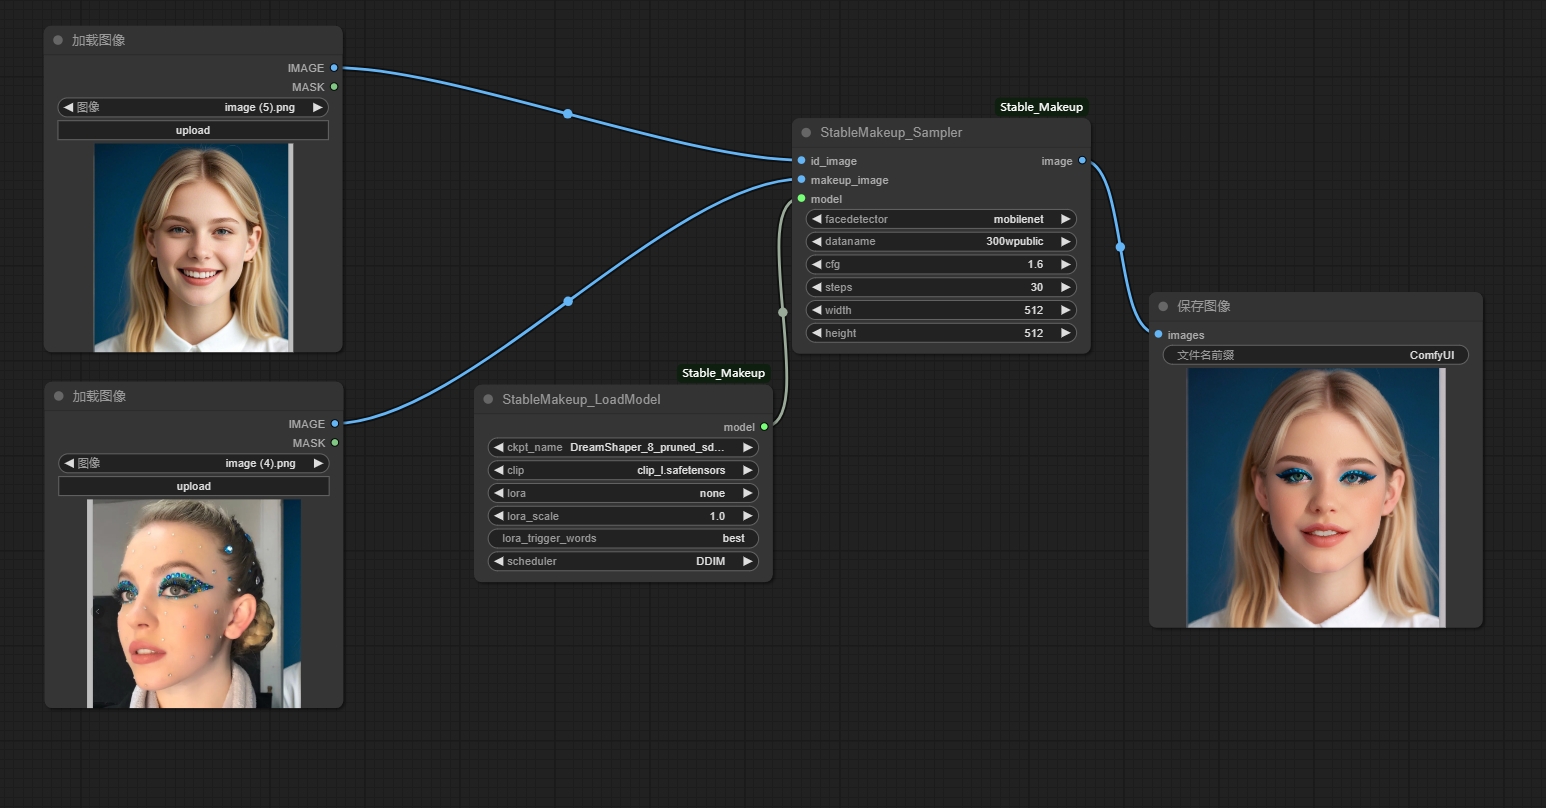 加载图像
IMAGE
MASK
图像 image (5).png
upload
加载图像
IMAGE
MASK
图像 image (4).png
upload
Stable_Makeup
StableMakeup_LoadModel
model
ckpt_name DreamShaper_8_pruned_sd...
clip clip_l.safetensors
lora none
lora_scale 1.0
lora_trigger_words best
scheduler DDIM
Stable_Makeup
StableMakeup_Sampler
id_image image
makeup_image
model
facedetector mobilenet
dataname 300wpublic
cfg 1.6
steps 30
width 512
height 512
保存图像
images
文件名前缀 ComfyUI